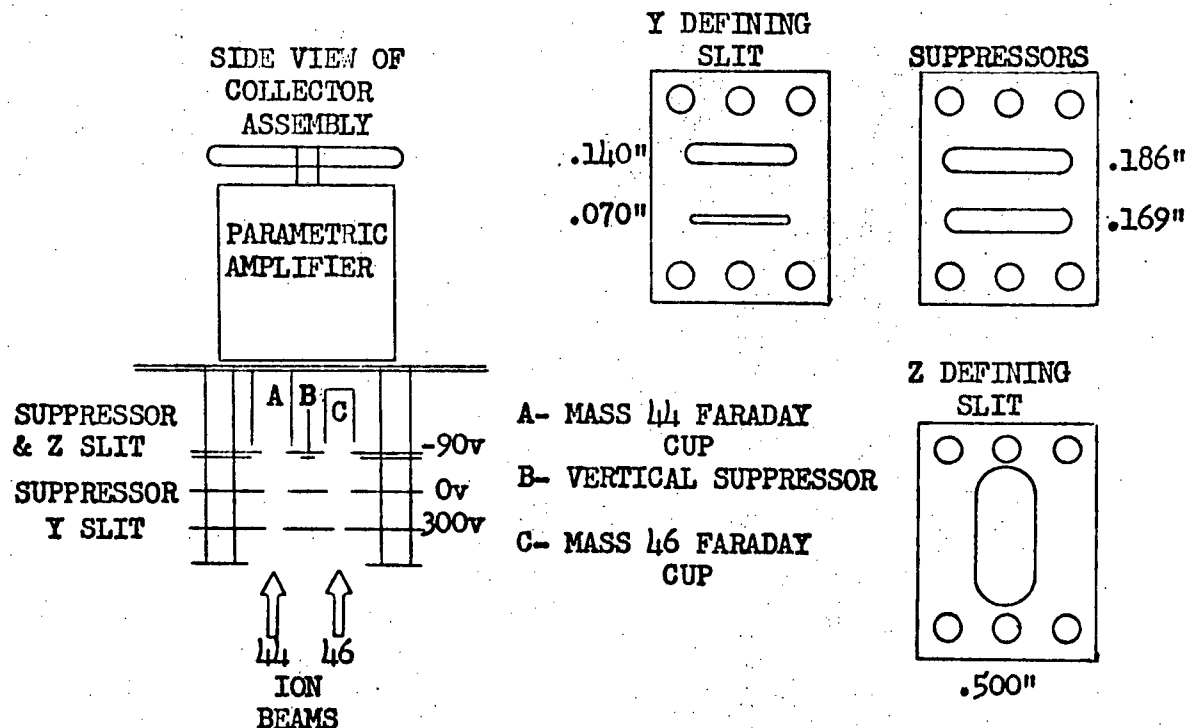 SIDE VIEW OF
COLLECTOR
ASSEMBLY
PARAMETRIC
AMPLIFIER
A B C
SUPPRESSOR
& Z SLIT
-90v
SUPPRESSOR
0v
Y SLIT
300v
44 46
ION
BEAMS
Y DEFINING
SLIT
.140"
.070"
SUPPRESSORS
.186"
.169"
A- MASS 44 FARADAY
CUP
B- VERTICAL SUPPRESSOR
C- MASS 46 FARADAY
CUP
Z DEFINING
SLIT
.500"